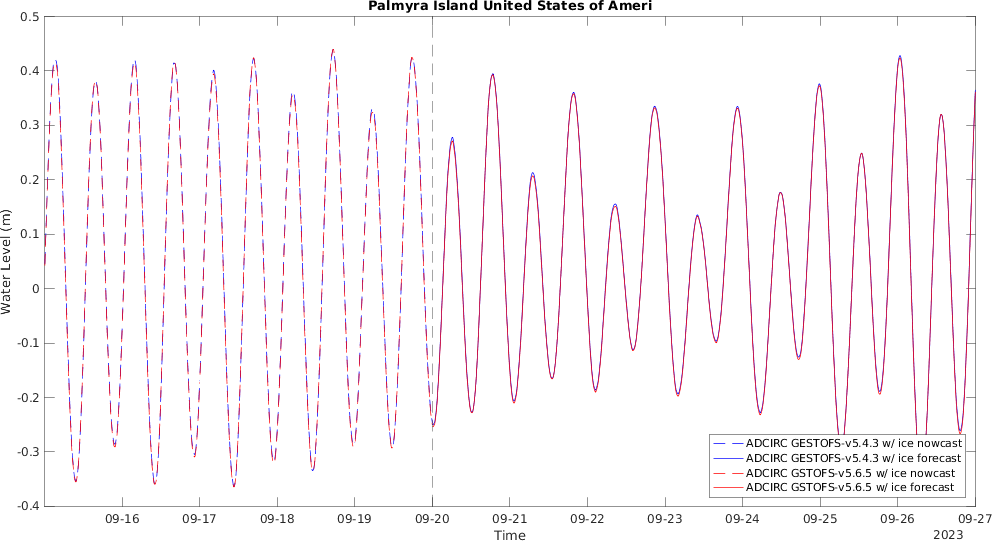 Palmyra Island United States of Ameri
0.5
0.4
0.3
0.2
0.1
0
-0.1
-0.2
-0.3
-0.4
Water Level (m)
ADCIRC GESTOFS-v5.4.3 w/ ice nowcast
ADCIRC GESTOFS-v5.4.3 w/ ice forecast
ADCIRC GSTOFS-v5.6.5 w/ ice nowcast
ADCIRC GSTOFS-v5.6.5 w/ ice forecast
09-16 09-17 09-18 09-19 09-20 09-21 09-22 09-23 09-24 09-25 09-26 09-27
Time
2023